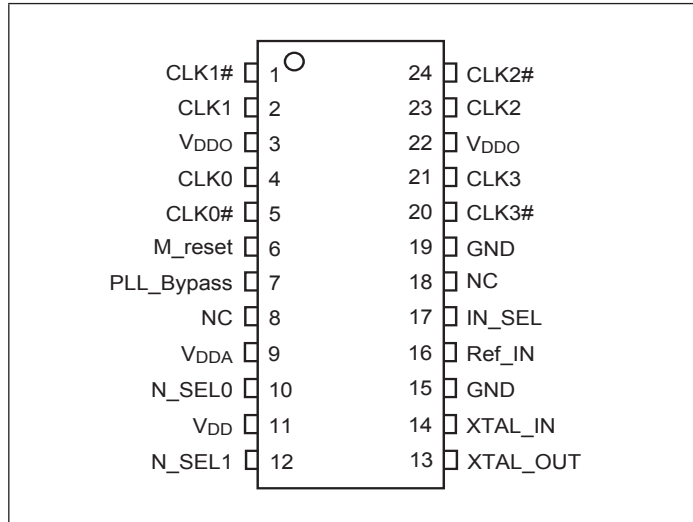 CLK1# 1 24 CLK2#
CLK1 2 23 CLK2
VDDO 3 22 VDDO
CLK0 4 21 CLK3
CLK0# 5 20 CLK3#
M_reset 6 19 GND
PLL_Bypass 7 18 NC
NC 8 17 IN_SEL
VDDA 9 16 Ref_IN
N_SEL0 10 15 GND
VDD 11 14 XTAL_IN
N_SEL1 12 13 XTAL_OUT